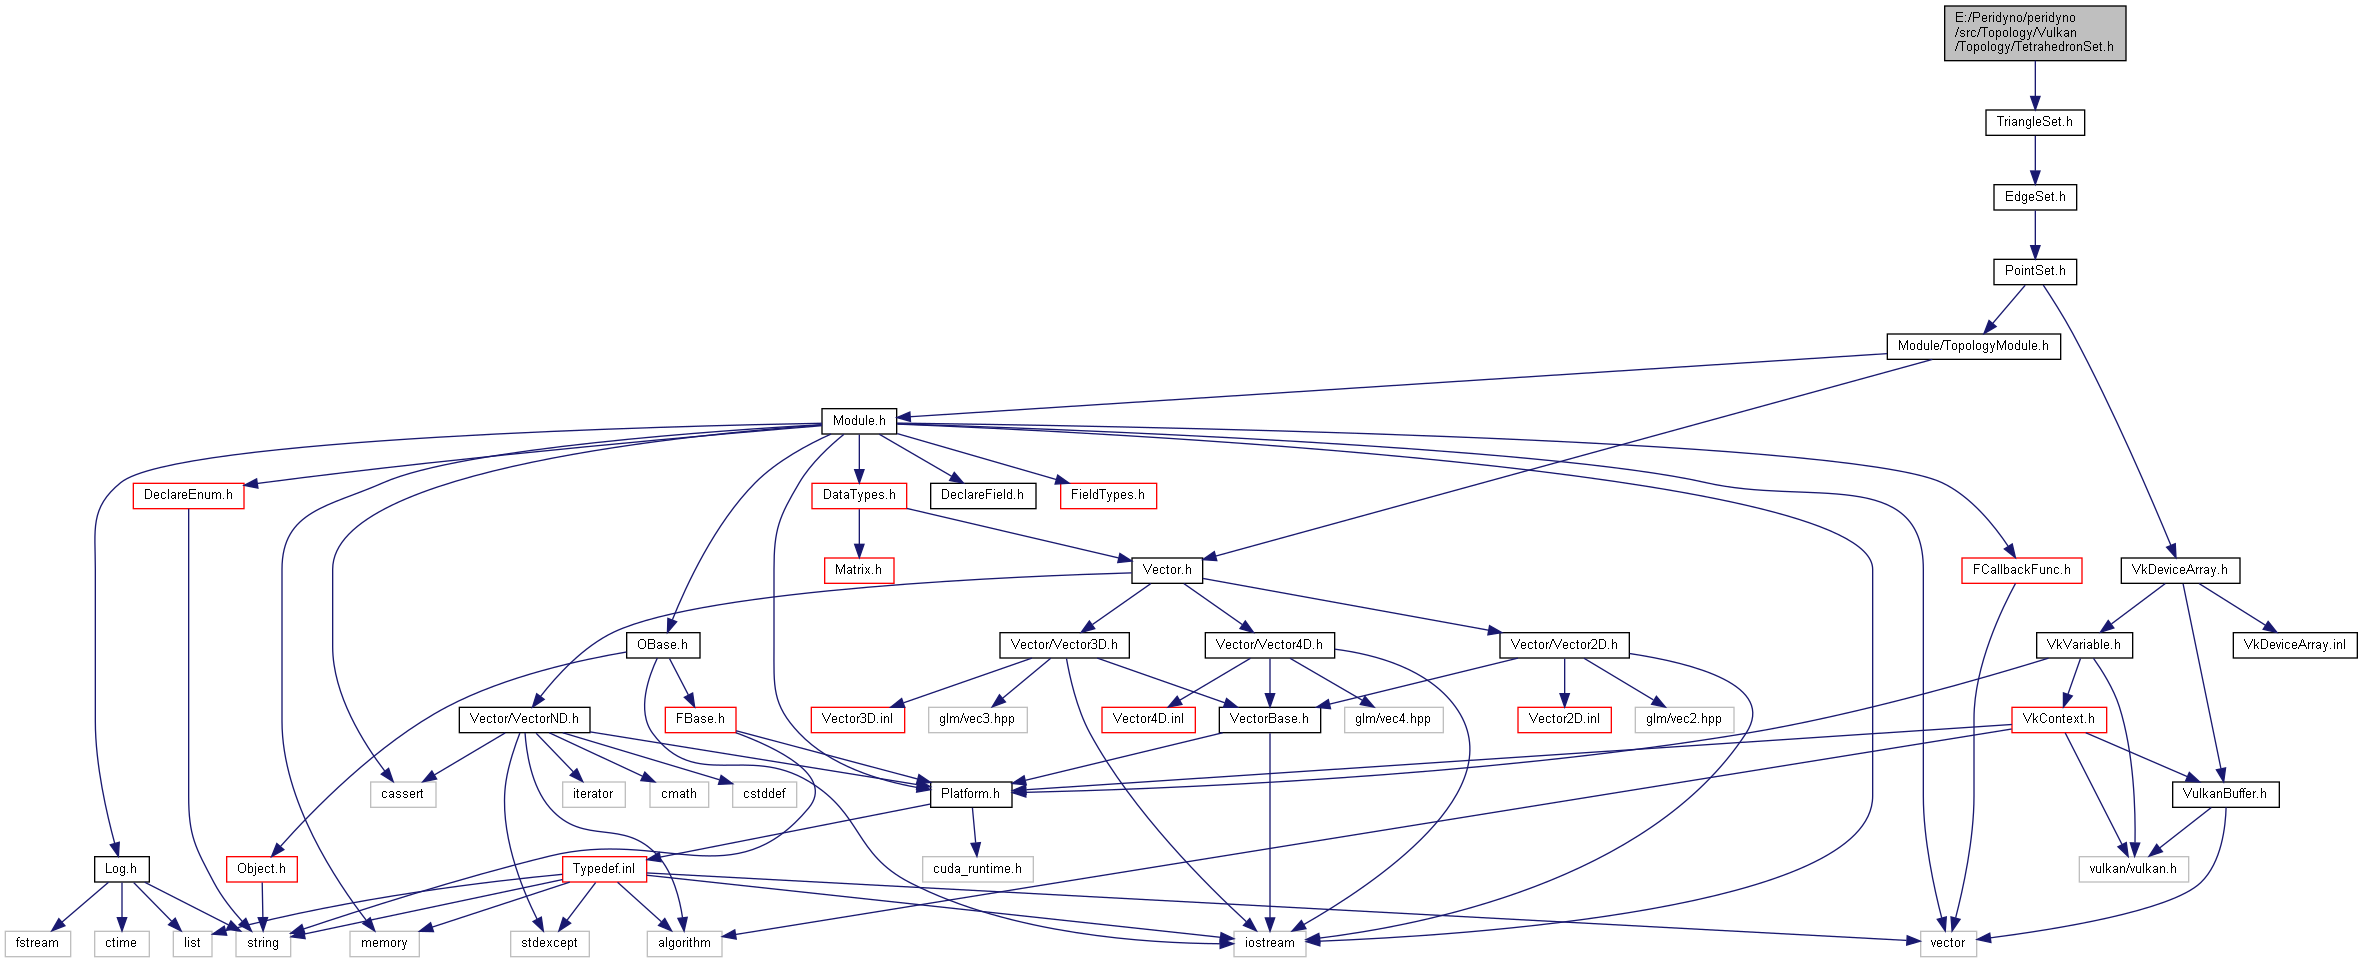 E:/Peridyno/peridyno
/src/Topology/Vulkan
/Topology/TetrahedronSet.h
TriangleSet.h
EdgeSet.h
PointSet.h
Module/TopologyModule.h
Module.h
DeclareEnum.h
DataTypes.h
DeclareField.h
FieldTypes.h
Matrix.h
Vector.h
FCallbackFunc.h
VkDeviceArray.h
OBase.h
Vector/Vector3D.h
Vector/Vector4D.h
Vector/Vector2D.h
VkVariable.h
VkDeviceArray.inl
Vector/VectorND.h
FBase.h
Vector3D.inl
glm/vec3.hpp
Vector4D.inl
VectorBase.h
glm/vec4.hpp
Vector2D.inl
glm/vec2.hpp
VkContext.h
cassert
iterator
cmath
cstddef
Platform.h
VulkanBuffer.h
Log.h
Object.h
Typedef.inl
cuda_runtime.h
vulkan/vulkan.h
fstream
ctime
list
string
memory
stdexcept
algorithm
iostream
vector